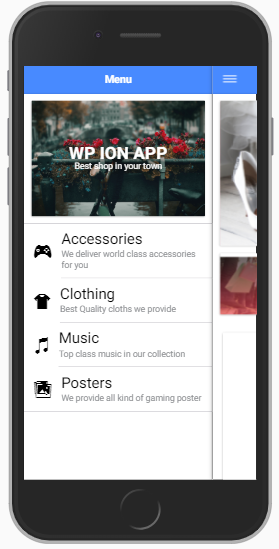 Menu
WP ION APP
Best shop in your town
Accessories
We deliver world class accessories
for you
Clothing
Best Quality cloths we provide
Music
Top class music in our collection
Posters
We provide all kind of gaming poster